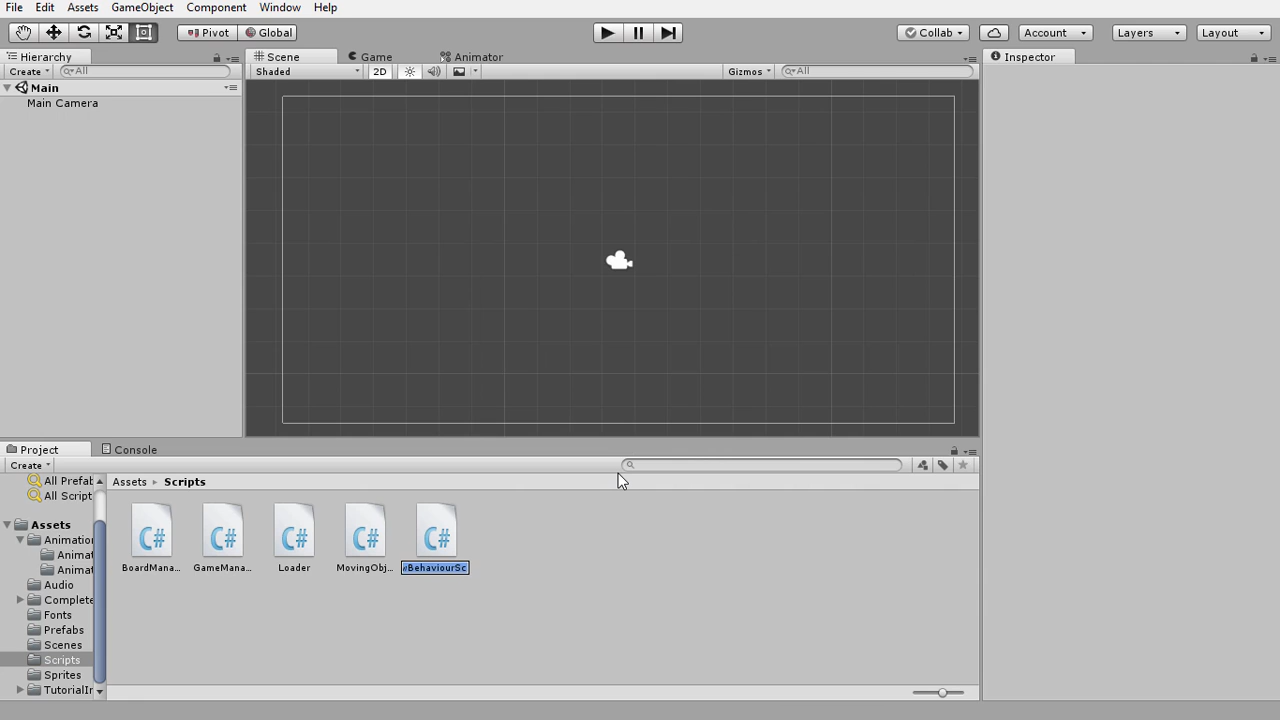 File Edit Assets GameObject Component Window Help
Pivot Global Collab Account Layers Layout
Hierarchy Scene Game Animator Inspector
Create All Shaded 2D Gizmos All
Main
Main Camera
Project Console
Create
All Prefab Assets Scripts
All Script
Assets
Animation
Animat
Animat
Audio
Complete
Fonts
Prefabs
Scenes
Scripts
Sprites
TutorialIn
C# C# C# C# C#
BoardMana... GameMana... Loader MovingObj... BehaviourSc